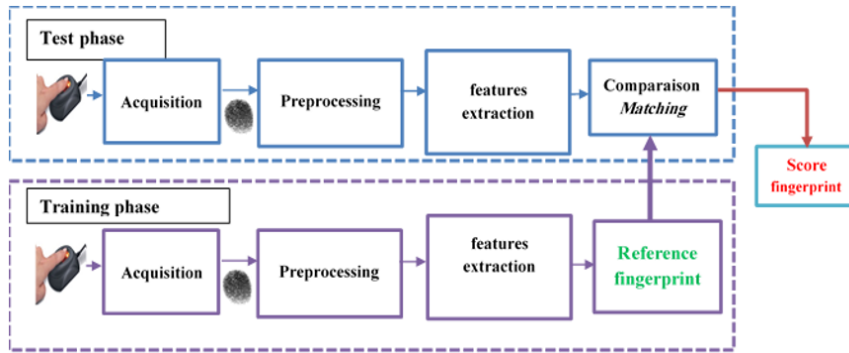 Test phase
Acquisition
Preprocessing
features
extraction
Comparaison
Matching
Score
fingerprint
Training phase
Acquisition
Preprocessing
features
extraction
Reference
fingerprint